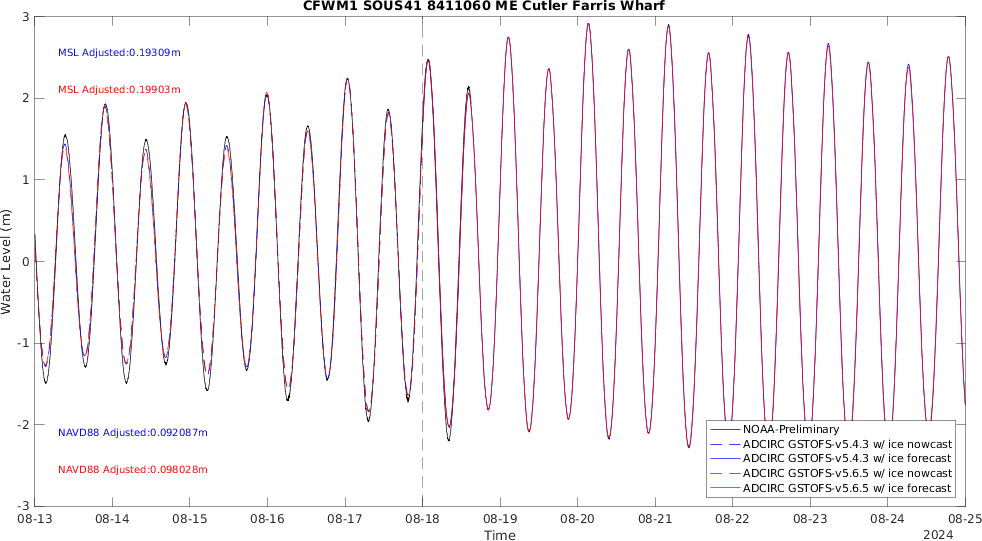 CFWM1 SOUS41 8411060 ME Cutler Farris Wharf
3
2
1
0
-1
-2
-3
Water Level (m)
MSL Adjusted:0.19309m
MSL Adjusted:0.19903m
NAVD88 Adjusted:0.092087m
NAVD88 Adjusted:0.098028m
NOAA-Preliminary
ADCIRC GSTOFS-v5.4.3 w/ ice nowcast
ADCIRC GSTOFS-v5.4.3 w/ ice forecast
ADCIRC GSTOFS-v5.6.5 w/ ice nowcast
ADCIRC GSTOFS-v5.6.5 w/ ice forecast
08-13 08-14 08-15 08-16 08-17 08-18 08-19 08-20 08-21 08-22 08-23 08-24 08-25
Time
2024